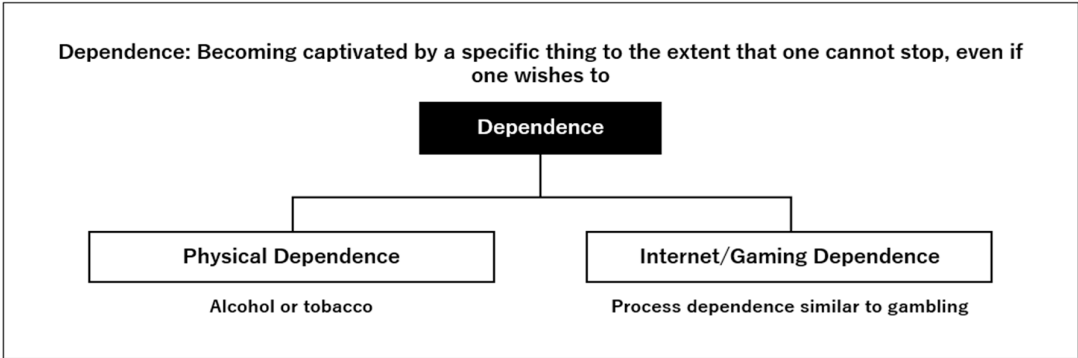 Dependence: Becoming captivated by a specific thing to the extent that one cannot stop, even if
one wishes to
Dependence
Physical Dependence
Internet/Gaming Dependence
Alcohol or tobacco
Process dependence similar to gambling